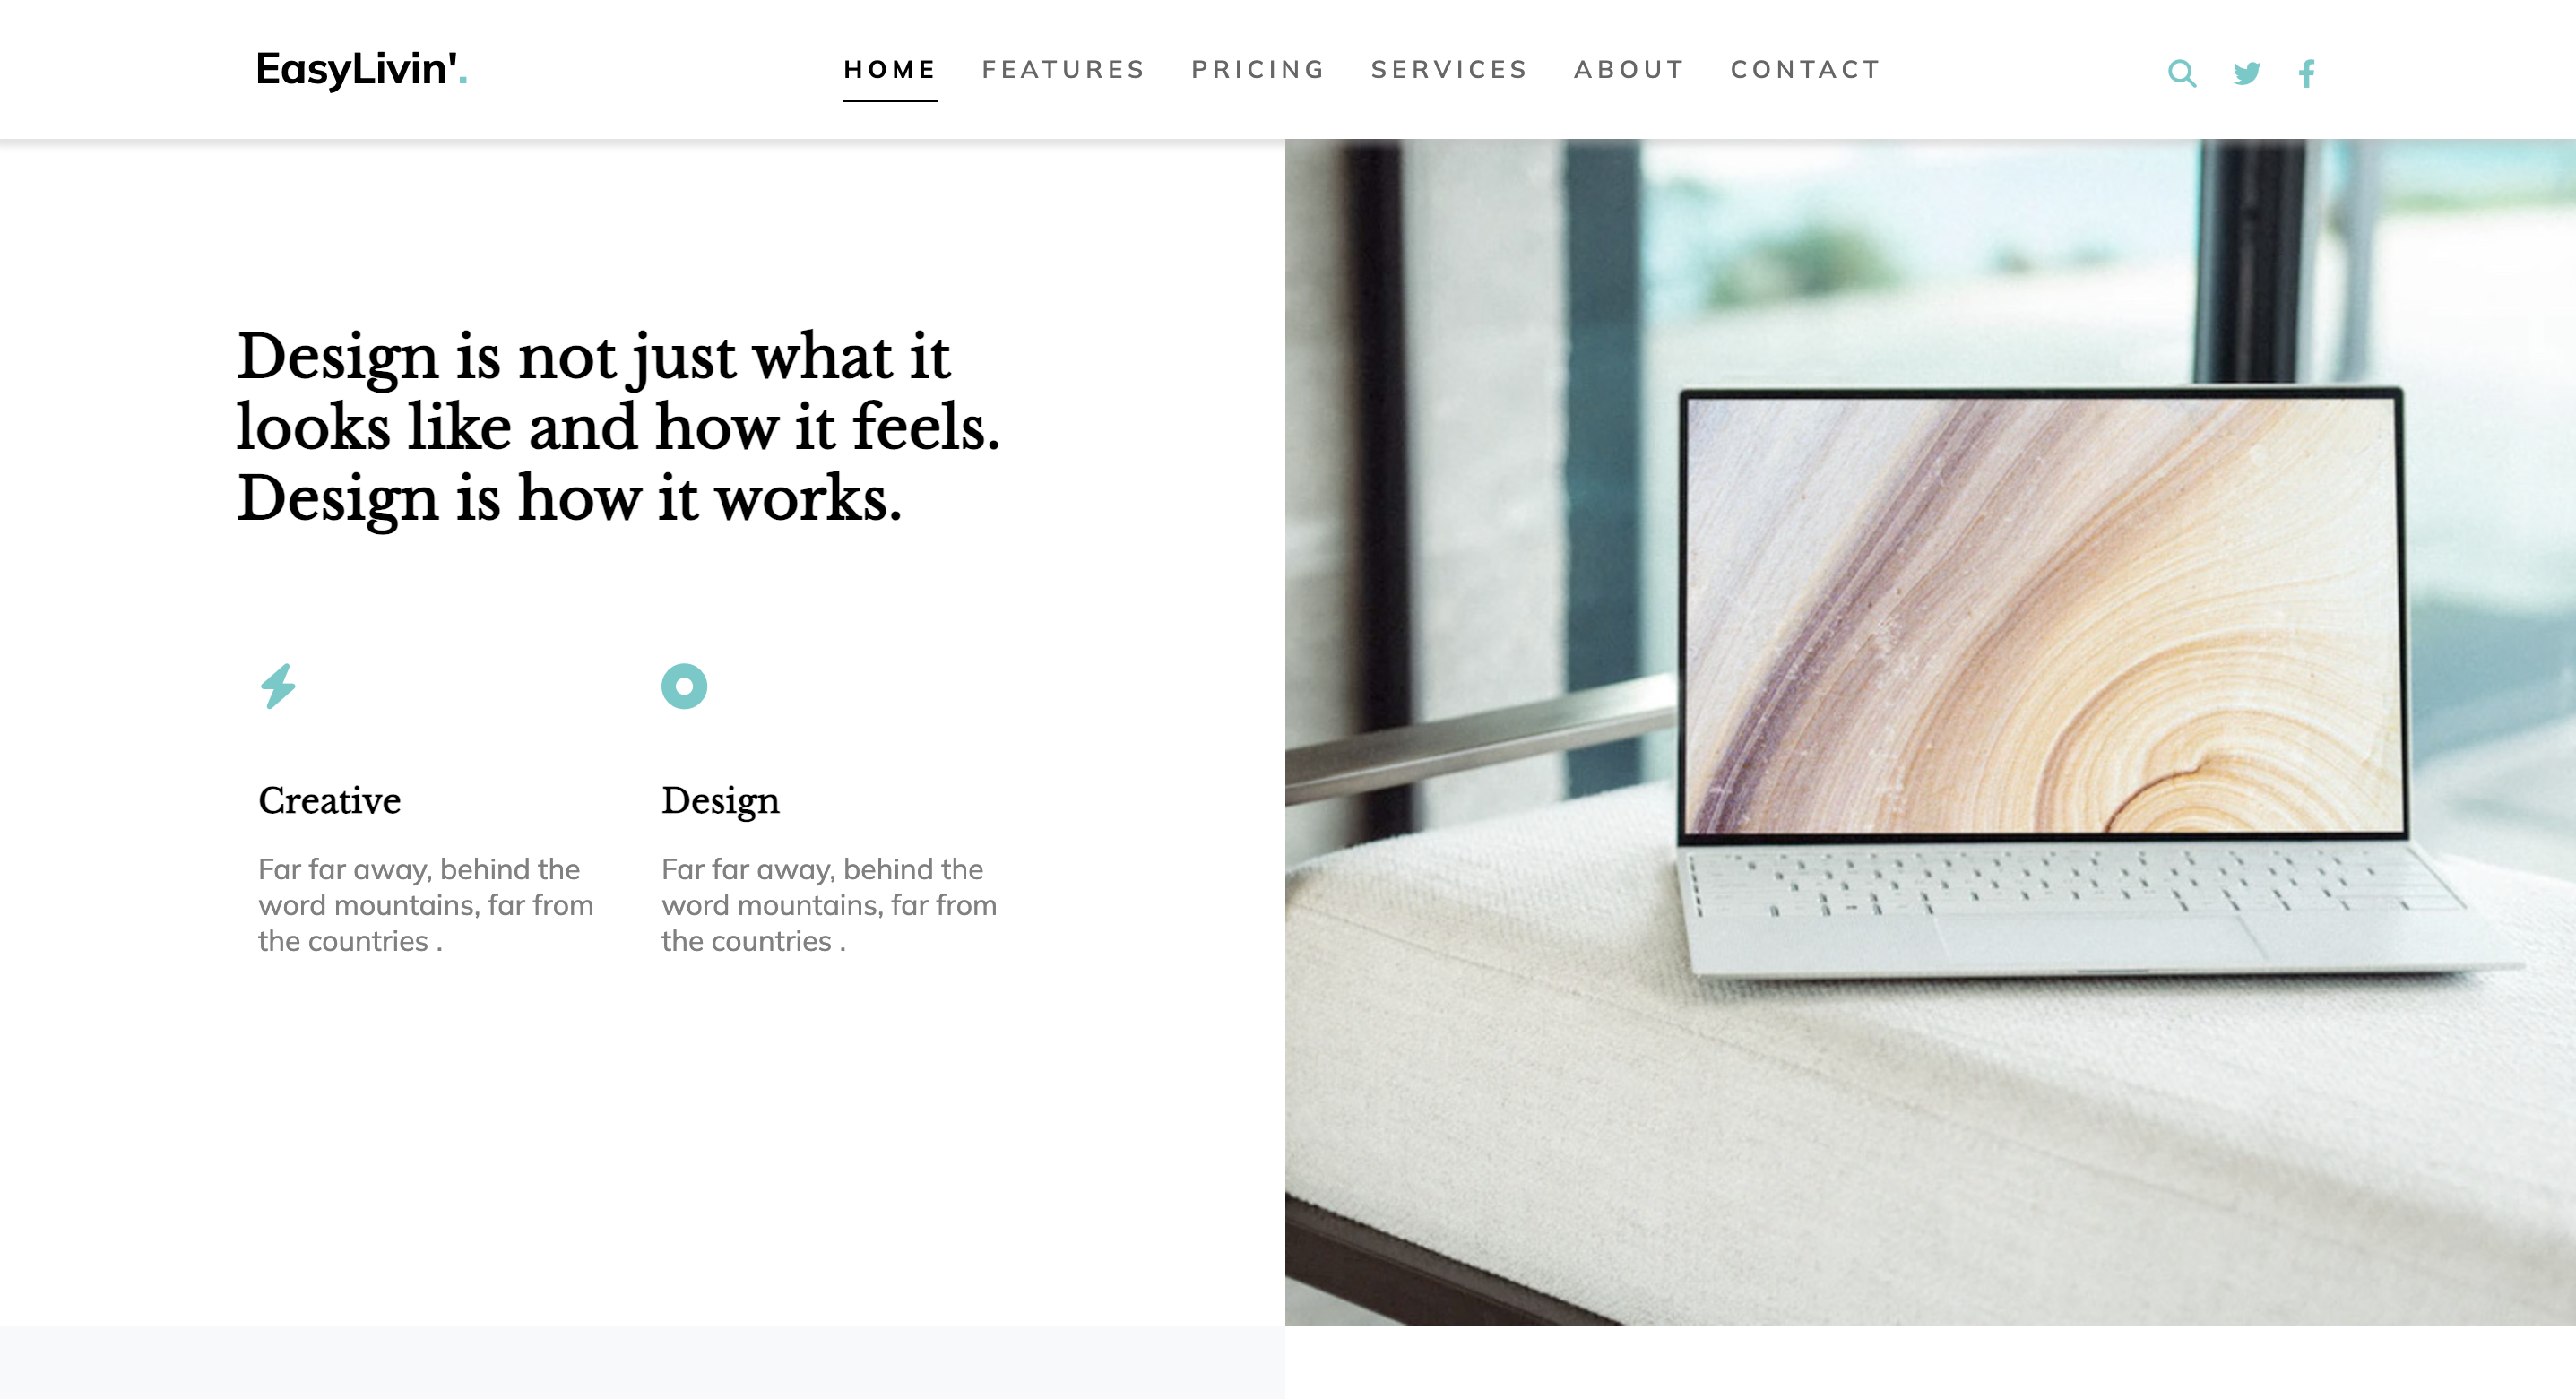 EasyLivin'.
HOME FEATURES PRICING SERVICES ABOUT CONTACT
Design is not just what it
looks like and how it feels.
Design is how it works.
Creative
Far far away, behind the
word mountains, far from
the countries .
Design
Far far away, behind the
word mountains, far from
the countries .